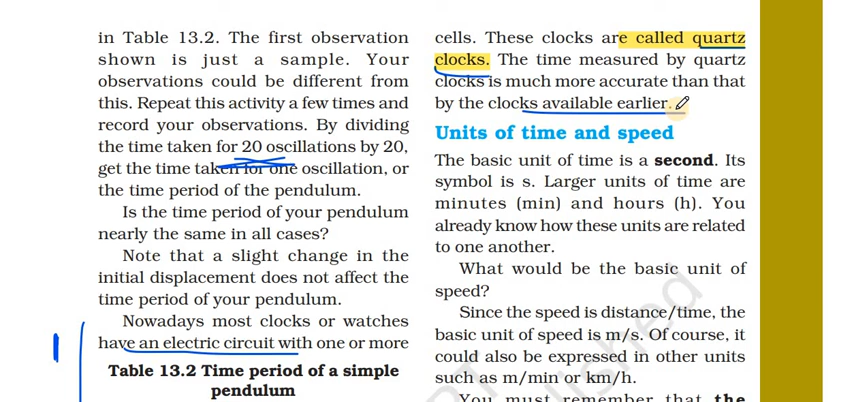 in Table 13.2. The first observation
shown is just a sample. Your
observations could be different from
this. Repeat this activity a few times and
record your observations. By dividing
the time taken for 20 oscillations by 20,
get the time taken for one oscillation, or
the time period of the pendulum.
Is the time period of your pendulum
nearly the same in all cases?
Note that a slight change in the
initial displacement does not affect the
time period of your pendulum.
Nowadays most clocks or watches
have an electric circuit with one or more
Table 13.2 Time period of a simple
pendulum
cells. These clocks are called quartz
clocks. The time measured by quartz
clocks is much more accurate than that
by the clocks available earlier.
Units of time and speed
The basic unit of time is a second. Its
symbol is s. Larger units of time are
minutes (min) and hours (h). You
already know how these units are related
to one another.
What would be the basic unit of
speed?
Since the speed is distance/time, the
basic unit of speed is m/s. Of course, it
could also be expressed in other units
such as m/min or km/h.
You must remember that the